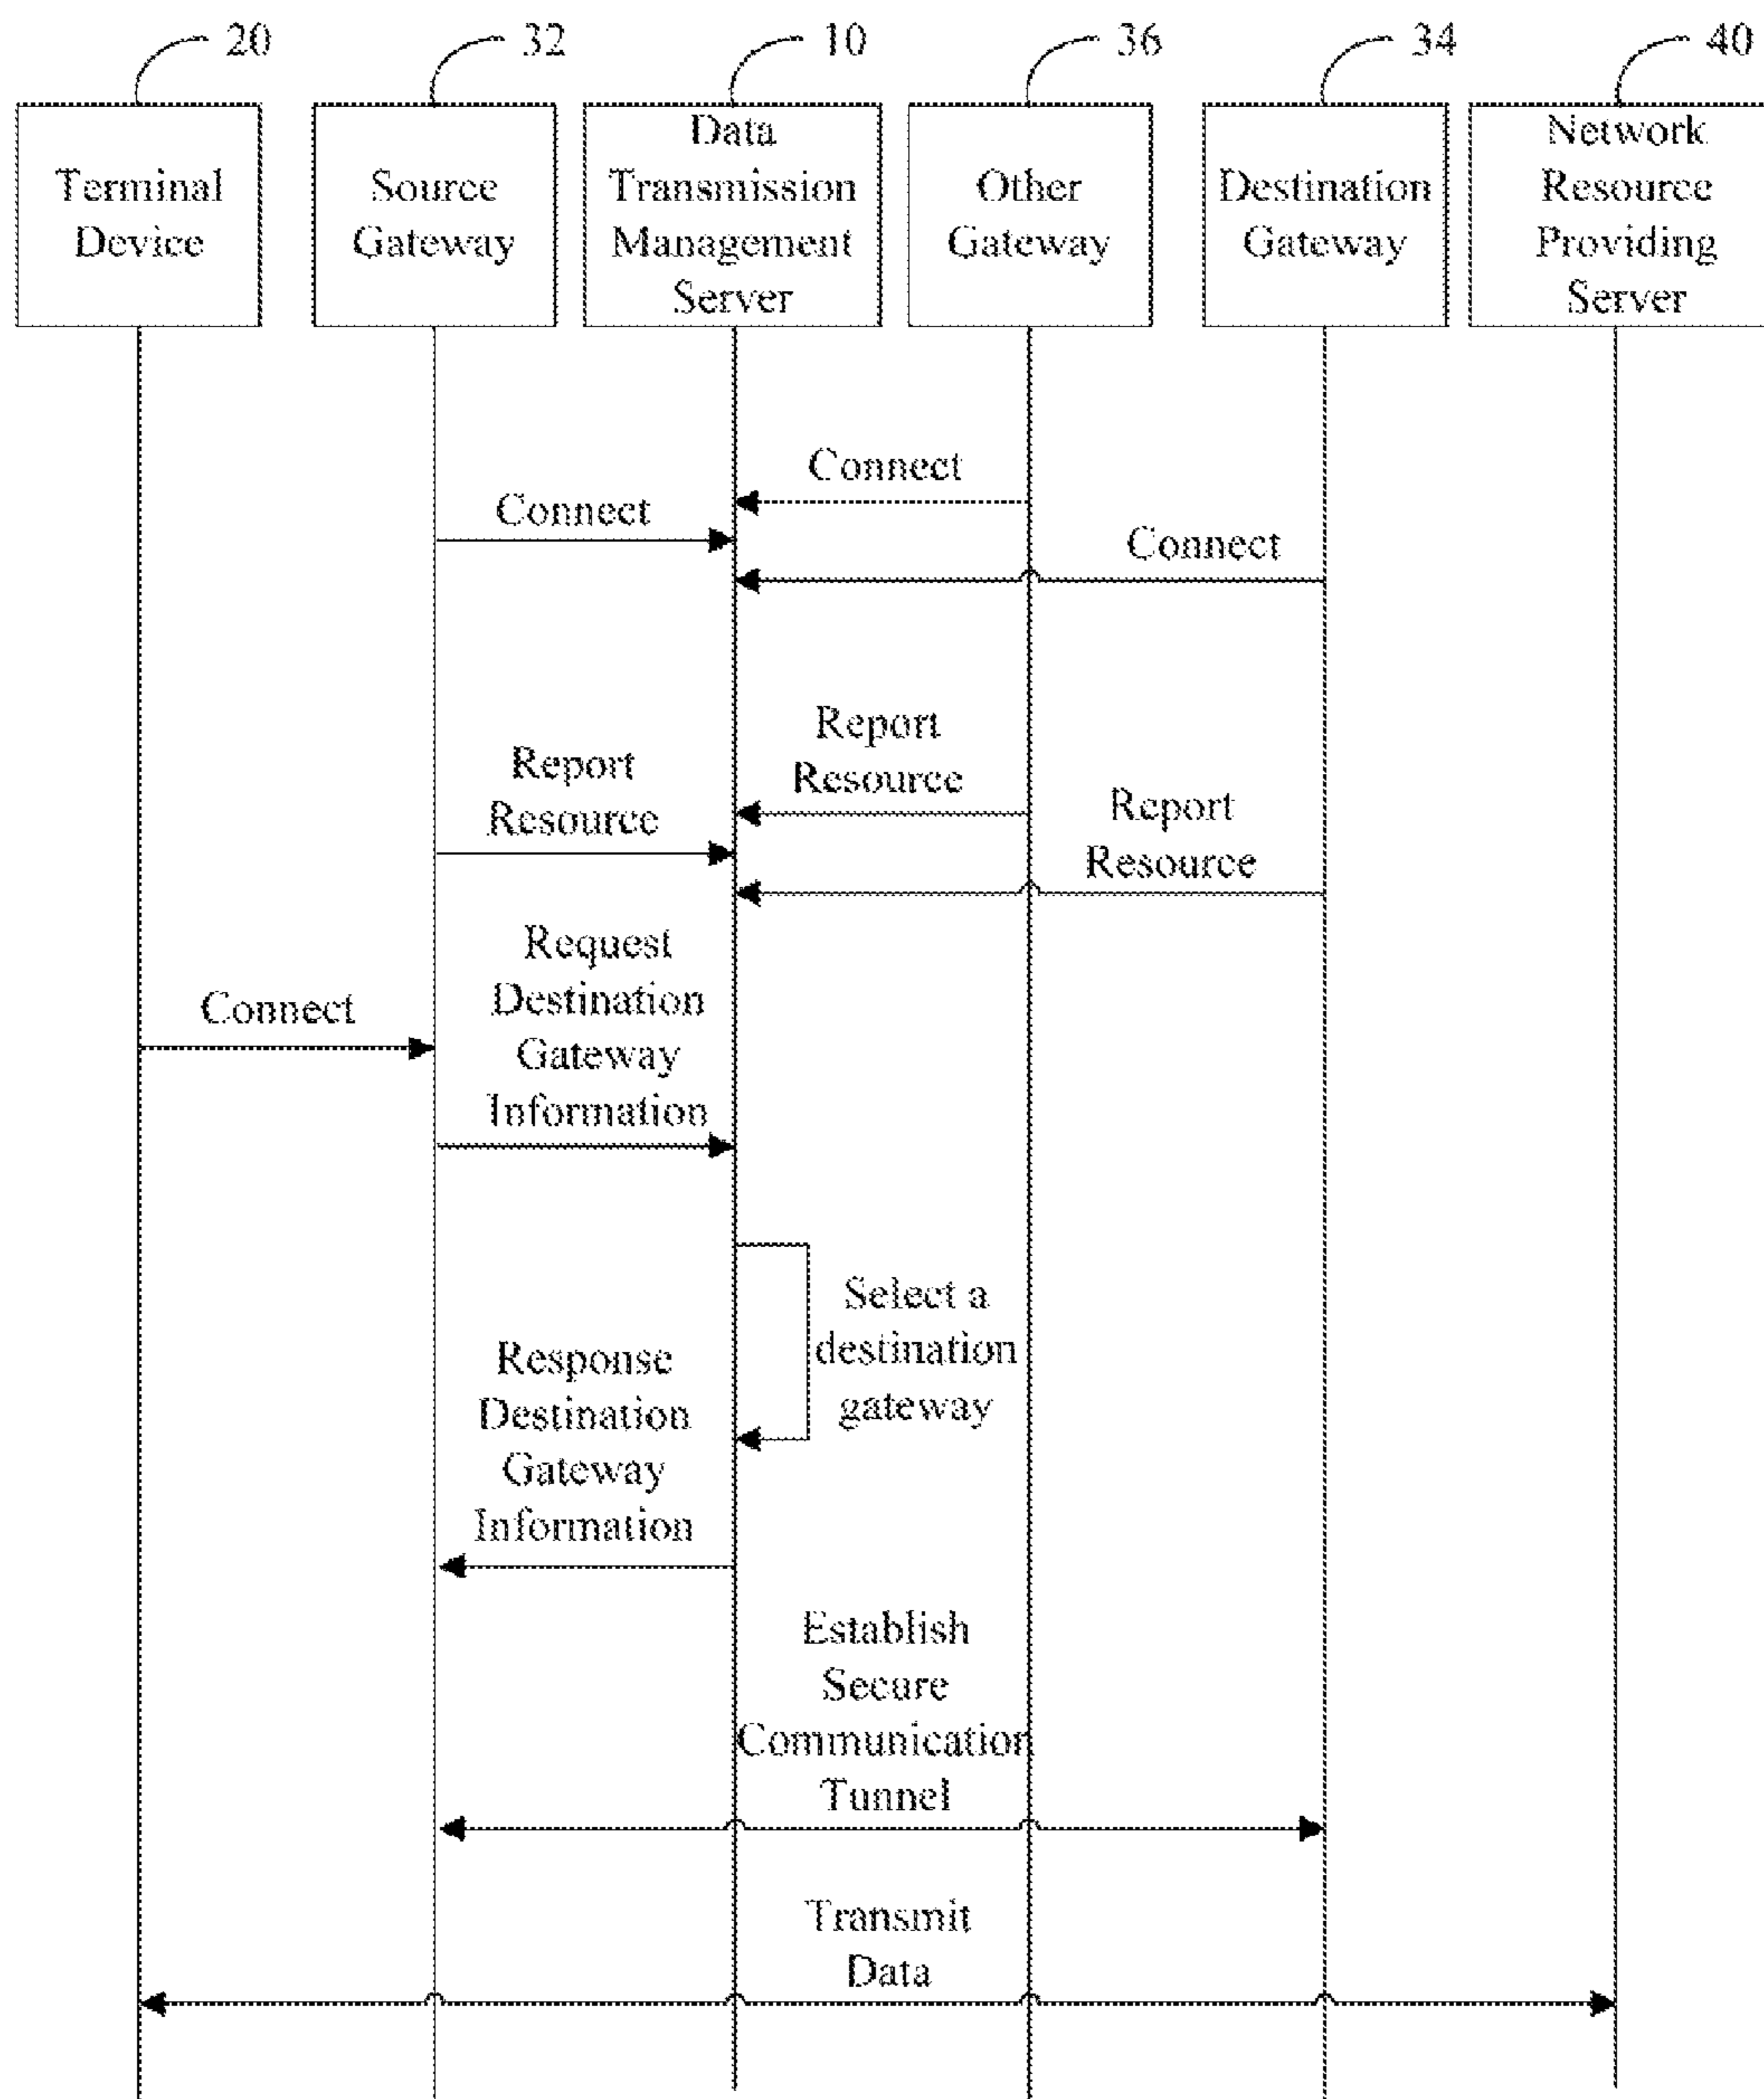 20
32
10
36
34
40
Terminal
Device
Source
Gateway
Data
Transmission
Management
Server
Other
Gateway
Destination
Gateway
Network
Resource
Providing
Server
Connect
Connect
Connect
Report
Resource
Report
Resource
Report
Resource
Connect
Request
Destination
Gateway
Information
Select a
destination
gateway
Response
Destination
Gateway
Information
Establish
Secure
Communication
Tunnel
Transmit
Data